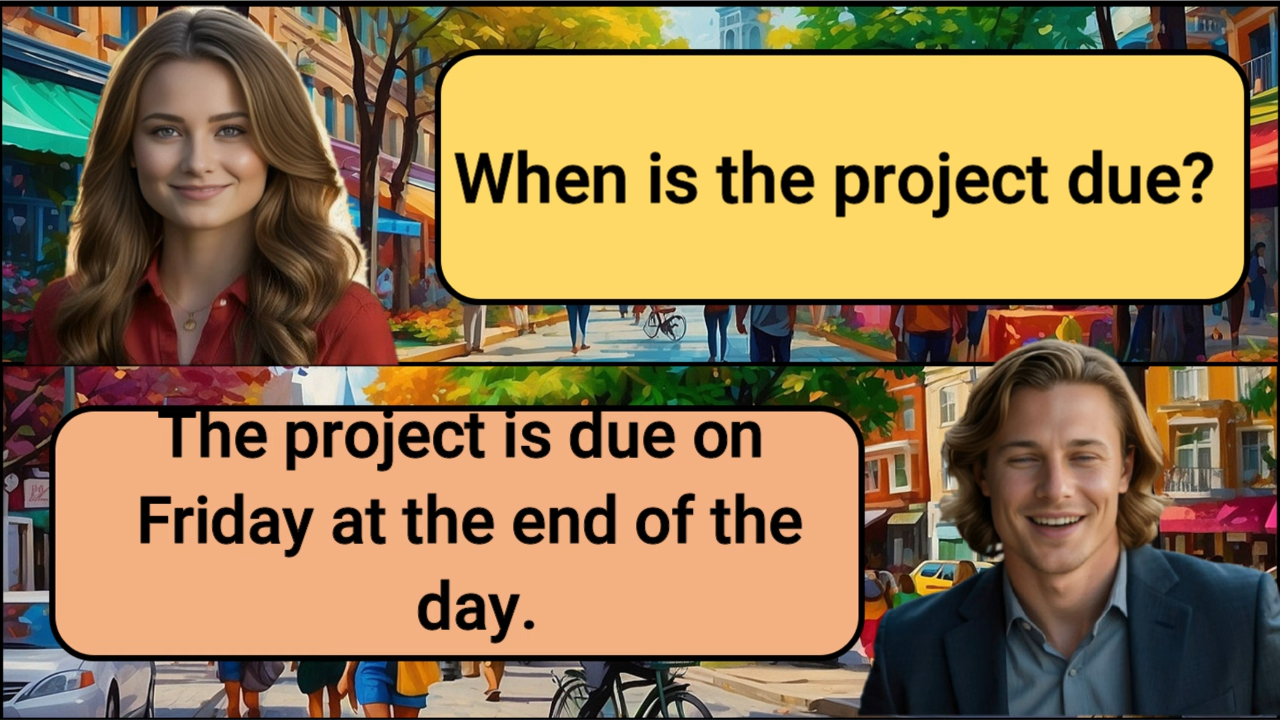 When is the project due?
The project is due on
Friday at the end of the
day.